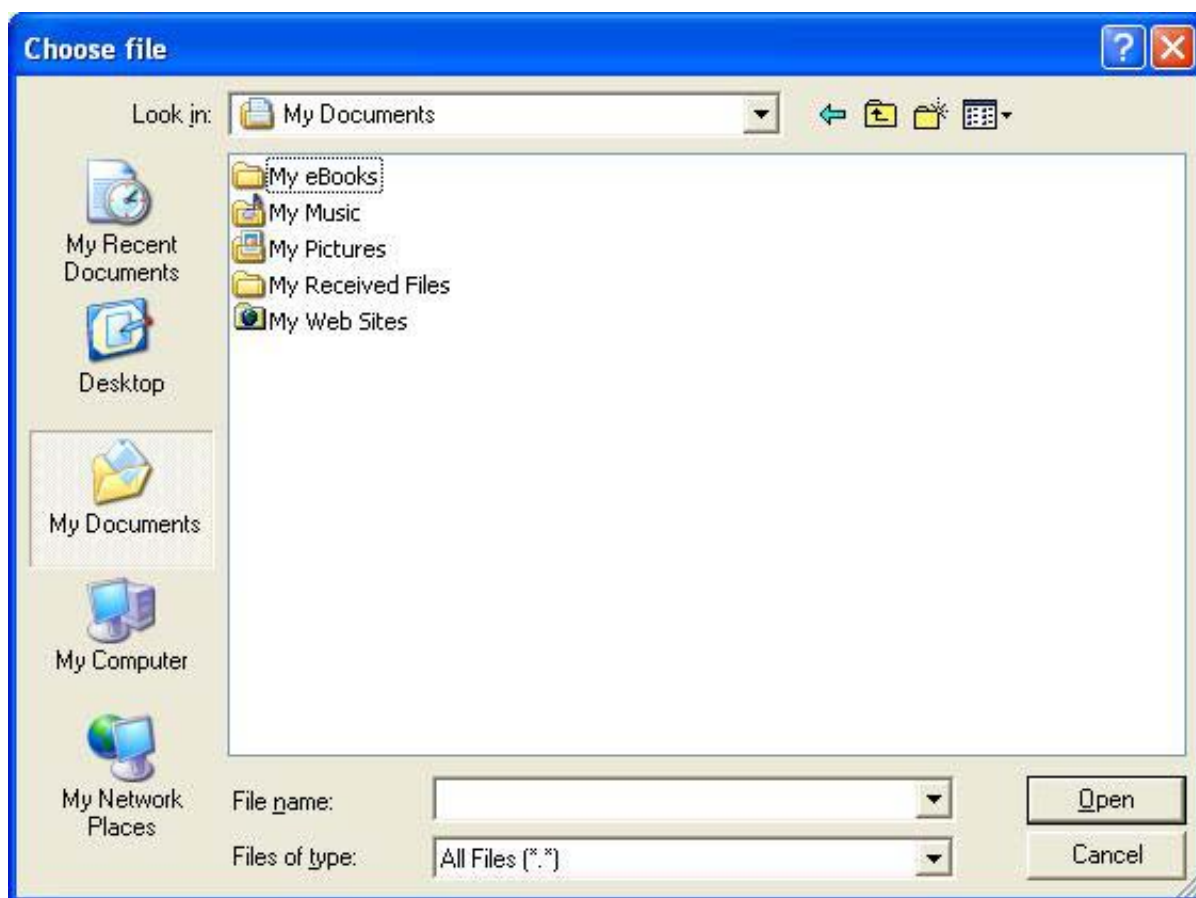 Choose file
Look in:
My Documents
My Recent
Documents
Desktop
My Documents
My Computer
My Network
Places
My eBooks
My Music
My Pictures
My Received Files
My Web Sites
File name:
Open
Files of type:
All Files (*.*)
Cancel